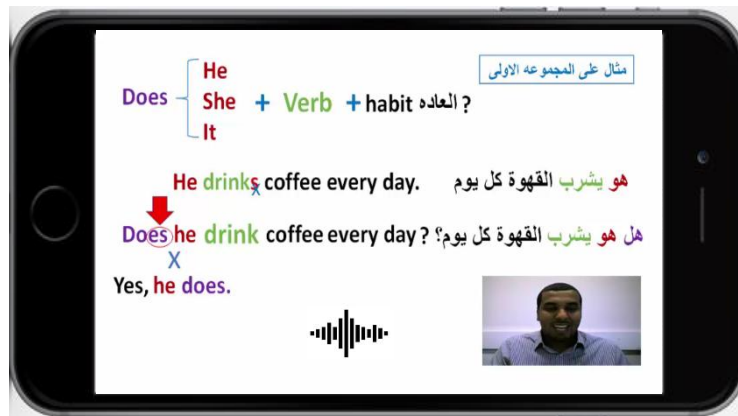 مثال على المجموعه الاولى
Does He
She + Verb + habit العاده ?
It
He drinks coffee every day. هو يشرب القهوة كل يوم
x
Does he drink coffee every day ? هل هو يشرب القهوة كل يوم؟
X
Yes, he does.